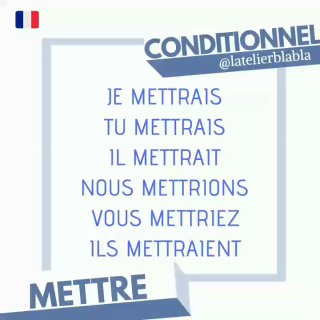 CONDITIONNEL
@latelierblabla
JE METTRAIS
TU METTRAIS
IL METTRAIT
NOUS METTRIONS
VOUS METTRIEZ
ILS METTRAIENT
METTRE